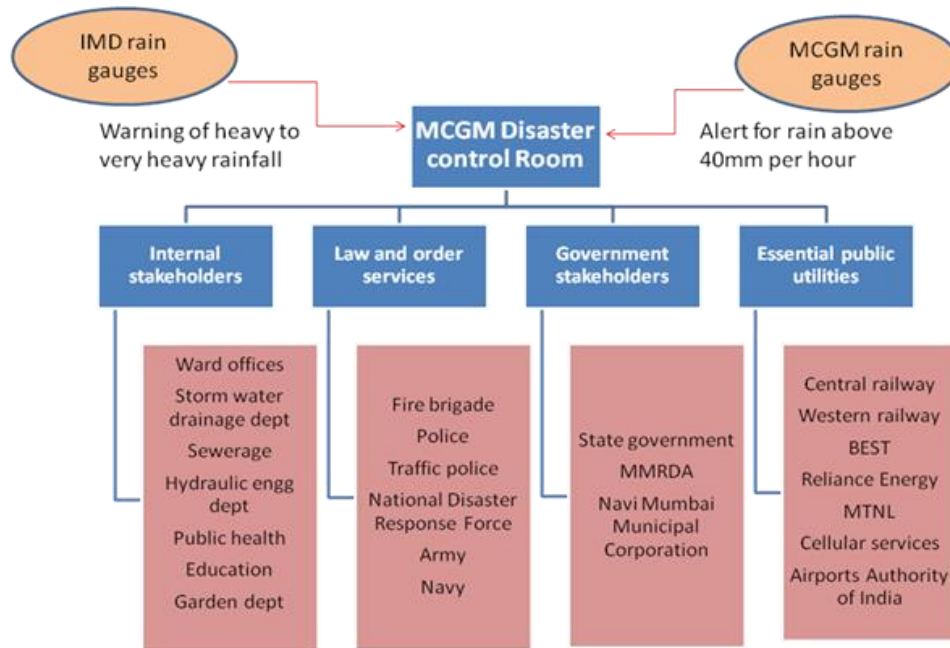 IMD rain
gauges
MCGM rain
gauges
Warning of heavy to
very heavy rainfall
MCGM Disaster
control Room
Alert for rain above
40mm per hour
Internal
stakeholders
Law and order
services
Government
stakeholders
Essential public
utilities
Ward offices
Storm water
drainage dept
Sewerage
Hydraulic engg
dept
Public health
Education
Garden dept
Fire brigade
Police
Traffic police
National Disaster
Response Force
Army
Navy
State government
MMRDA
Navi Mumbai
Municipal
Corporation
Central railway
Western railway
BEST
Reliance Energy
MTNL
Cellular services
Airports Authority
of India